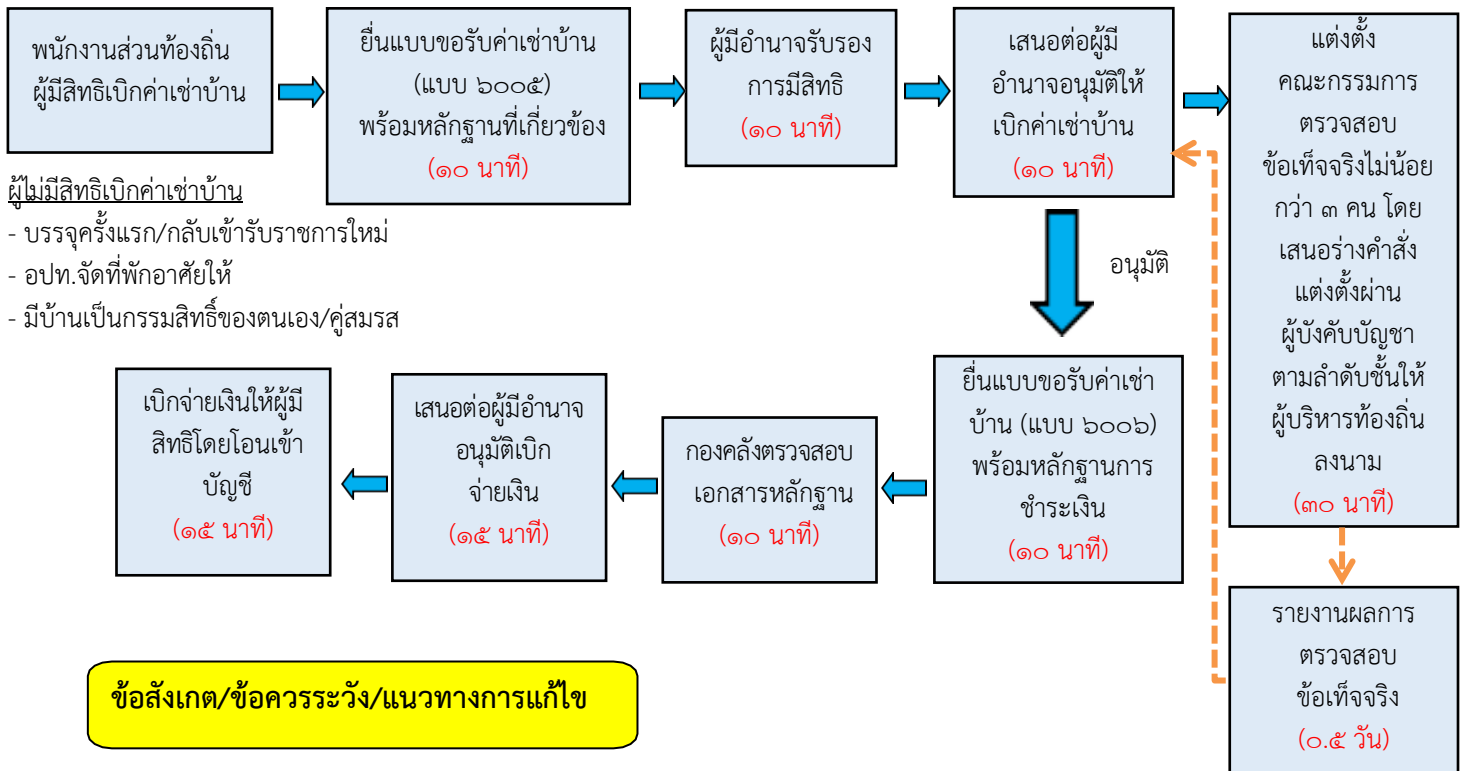 พนักงานส่วนท้องถิ่น
ผู้มีสิทธิเบิกค่าเช่าบ้าน
ยื่นแบบขอรับค่าเช่าบ้าน
(แบบ ๖๐๐๕)
พร้อมหลักฐานที่เกี่ยวข้อง
(๑๐ นาที)
ผู้มีอำนาจรับรอง
การมีสิทธิ
(๑๐ นาที)
เสนอต่อผู้มี
อำนาจอนุมัติให้
เบิกค่าเช่าบ้าน
(๑๐ นาที)
แต่งตั้ง
คณะกรรมการ
ตรวจสอบ
ข้อเท็จจริงไม่น้อย
กว่า ๓ คน โดย
เสนอร่างคำสั่ง
แต่งตั้งผ่าน
ผู้บังคับบัญชา
ตามลำดับชั้นให้
ผู้บริหารท้องถิ่น
ลงนาม
(๓๐ นาที)
ผู้ไม่มีสิทธิเบิกค่าเช่าบ้าน
- บรรจุครั้งแรก/กลับเข้ารับราชการใหม่
- อปท.จัดที่พักอาศัยให้
- มีบ้านเป็นกรรมสิทธิ์ของตนเอง/คู่สมรส
อนุมัติ
ยื่นแบบขอรับค่าเช่า
บ้าน (แบบ ๖๐๐๖)
พร้อมหลักฐานการ
ชำระเงิน
(๑๐ นาที)
กองคลังตรวจสอบ
เอกสารหลักฐาน
(๑๐ นาที)
เสนอต่อผู้มีอำนาจ
อนุมัติเบิก
จ่ายเงิน
(๑๕ นาที)
เบิกจ่ายเงินให้ผู้มี
สิทธิโดยโอนเข้า
บัญชี
(๑๕ นาที)
รายงานผลการ
ตรวจสอบ
ข้อเท็จจริง
(๐.๕ วัน)
ข้อสังเกต/ข้อควรระวัง/แนวทางการแก้ไข